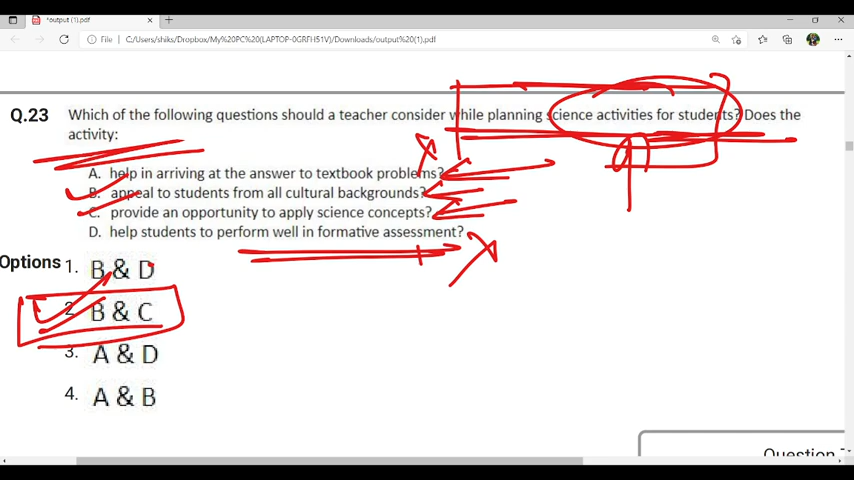 *output (1).pdf
File | C:/Users/shiks/Dropbox/My%20PC%20(LAPTOP-0GRFH51V)/Downloads/output%20(1).pdf
Q.23 Which of the following questions should a teacher consider while planning science activities for students? Does the
activity:
A. help in arriving at the answer to textbook problems?
B. appeal to students from all cultural backgrounds?
C. provide an opportunity to apply science concepts?
D. help students to perform well in formative assessment?
Options 1. B & D
2. B & C
3. A & D
4. A & B
Question